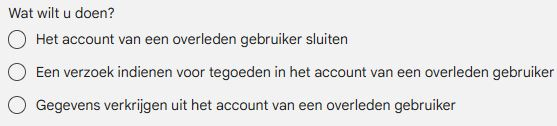 Wat wilt u doen?
Het account van een overleden gebruiker sluiten
Een verzoek indienen voor tegoeden in het account van een overleden gebruiker
Gegevens verkrijgen uit het account van een overleden gebruiker